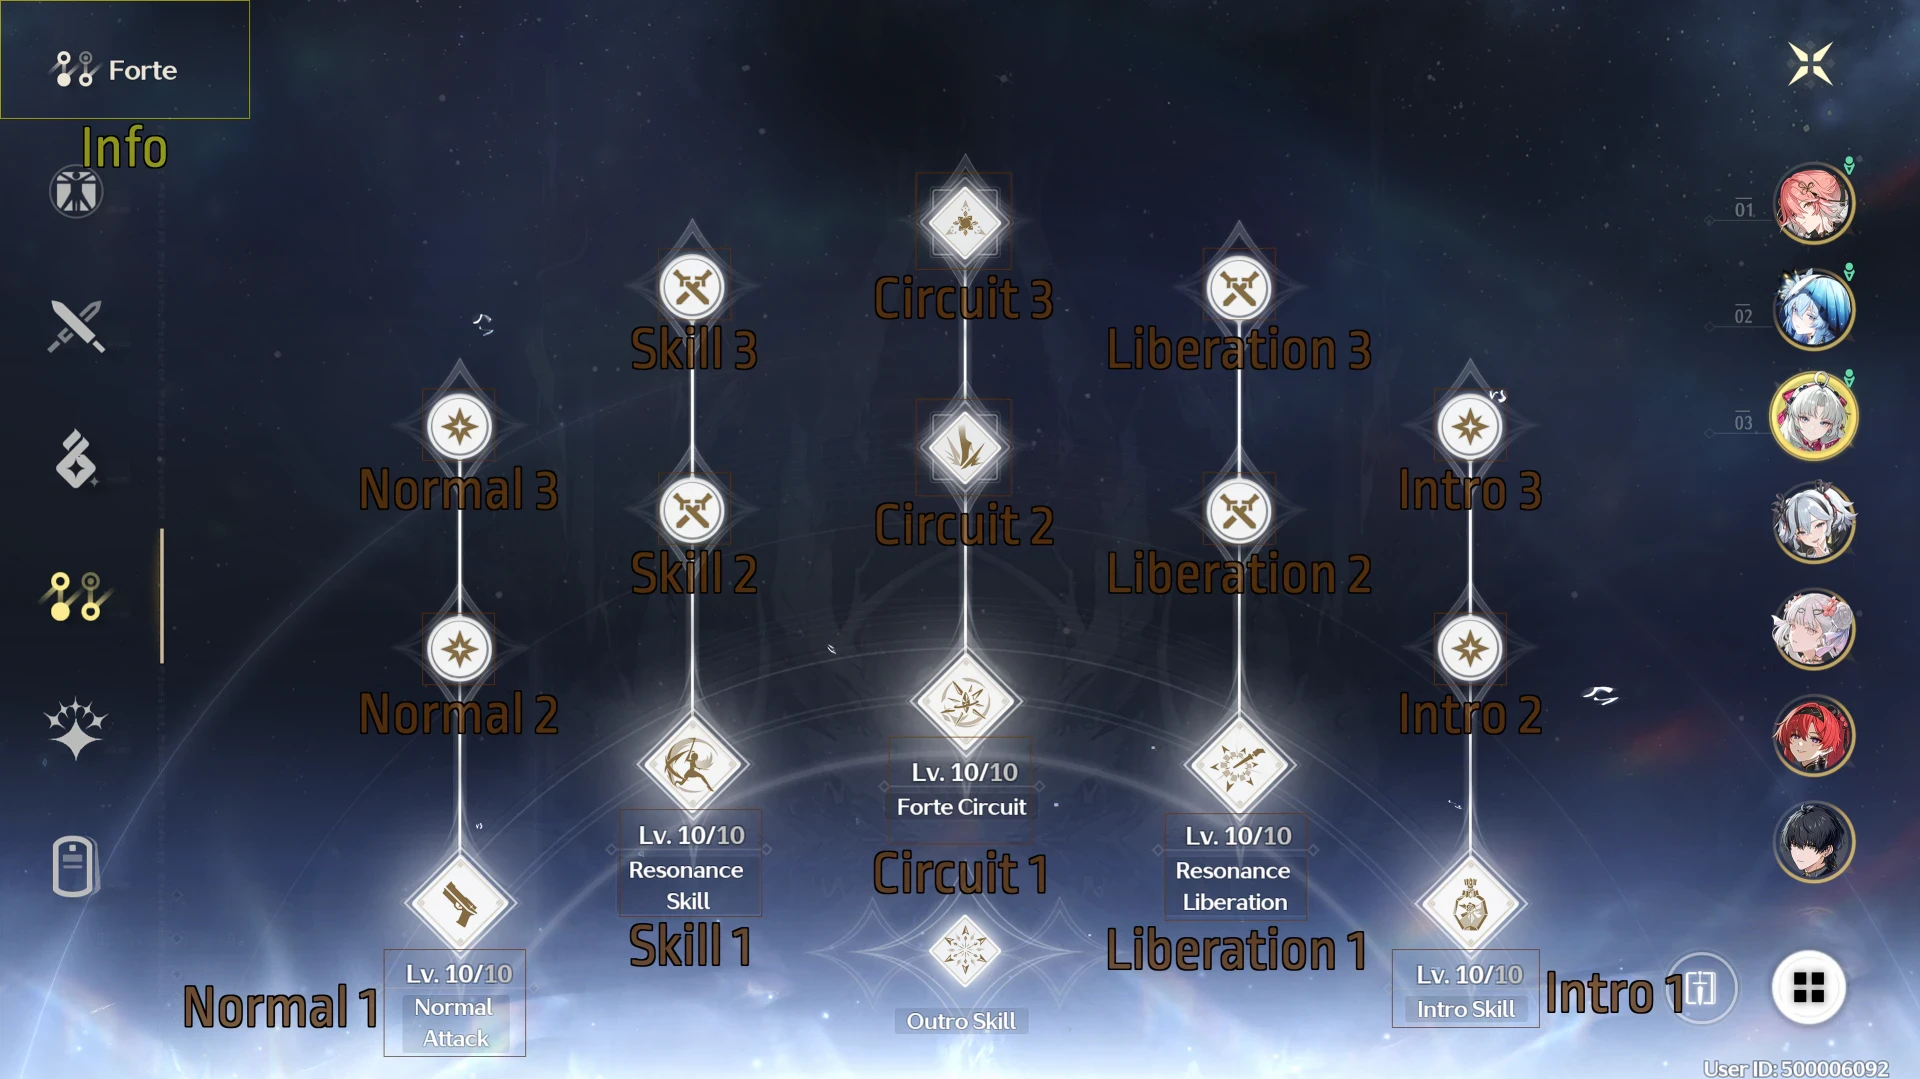 Forte
Info
01
02
03
Circuit 3
Skill 3
Liberation 3
Normal 3
Intro 3
Circuit 2
Skill 2
Liberation 2
Normal 2
Intro 2
Lv. 10/10
Forte Circuit
Circuit 1
Lv. 10/10
Resonance
Skill
Skill 1
Lv. 10/10
Resonance
Liberation
Liberation 1
Lv. 10/10
Normal
Attack
Normal 1
Lv. 10/10
Intro Skill
Intro 1
Outro Skill
User ID: 500006092